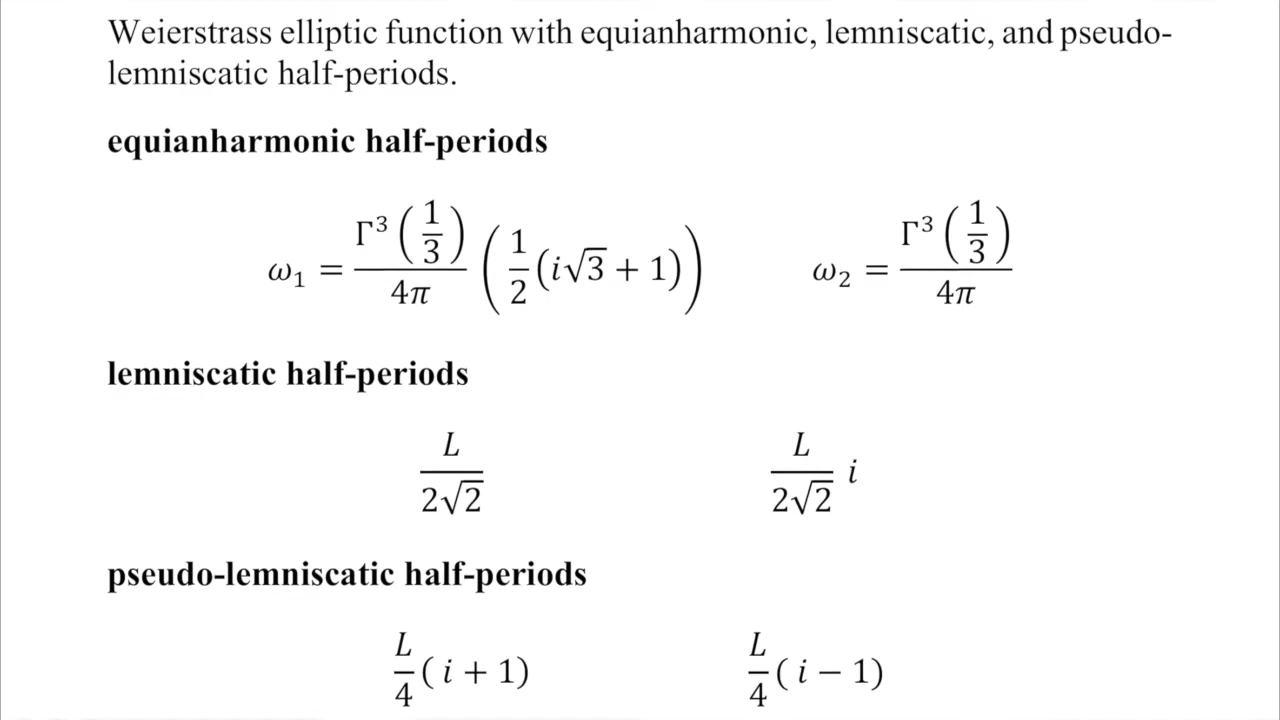 Weierstrass elliptic function with equianharmonic, lemniscatic, and pseudo-
lemniscatic half-periods.
equianharmonic half-periods
ω₁ = Γ³(1/3)/4π (1/2(i√3 + 1)) ω₂ = Γ³(1/3)/4π
lemniscatic half-periods
L/2√2 L/2√2 i
pseudo-lemniscatic half-periods
L/4(i + 1) L/4(i − 1)